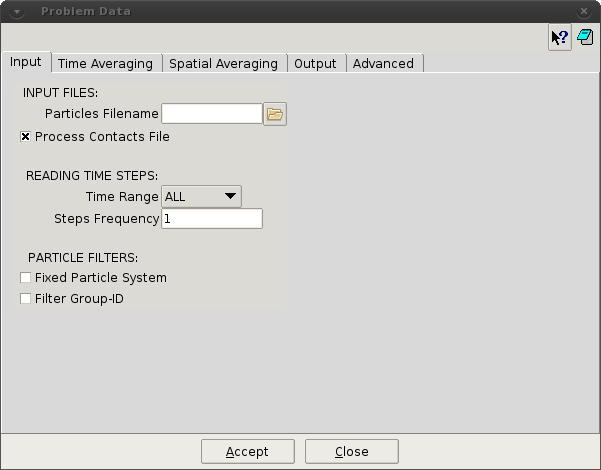 Problem Data
?
Input Time Averaging Spatial Averaging Output Advanced
INPUT FILES:
Particles Filename
Process Contacts File
READING TIME STEPS:
Time Range ALL
Steps Frequency 1
PARTICLE FILTERS:
Fixed Particle System
Filter Group-ID
Accept Close